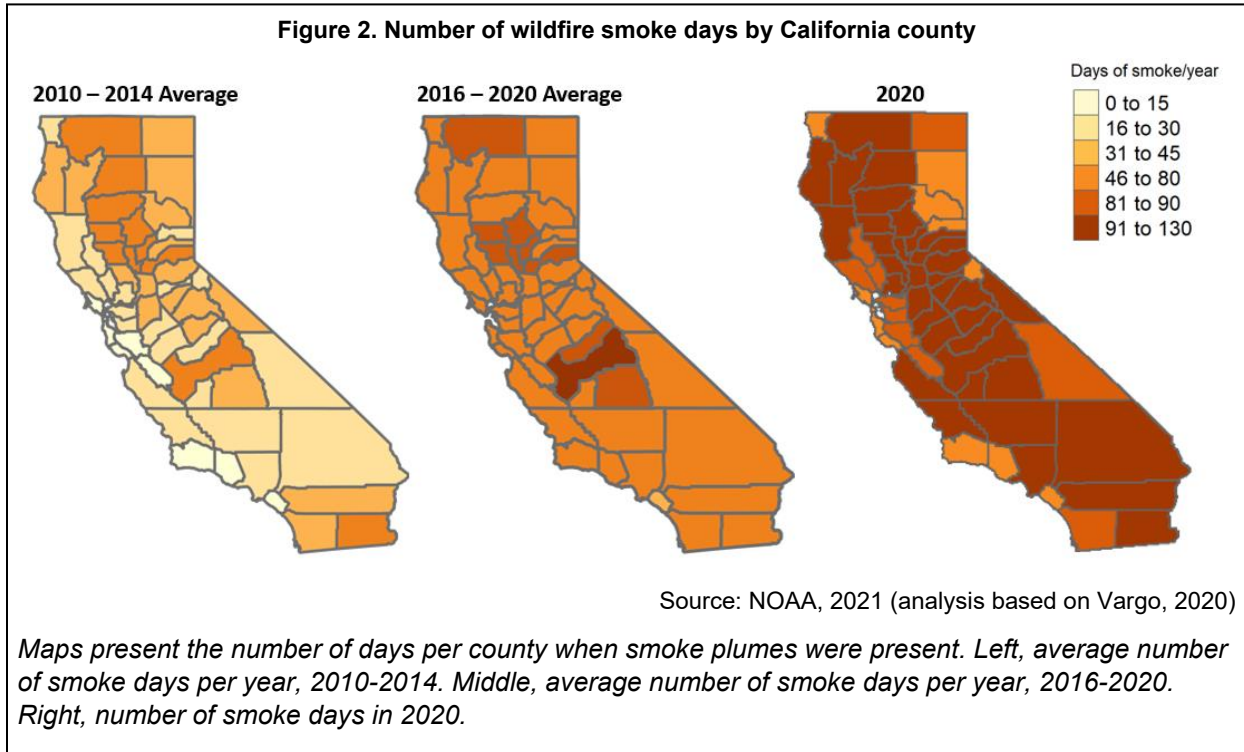 Figure 2. Number of wildfire smoke days by California county
2010 – 2014 Average
2016 – 2020 Average
2020
Days of smoke/year
0 to 15
16 to 30
31 to 45
46 to 80
81 to 90
91 to 130
Source: NOAA, 2021 (analysis based on Vargo, 2020)
Maps present the number of days per county when smoke plumes were present. Left, average number
of smoke days per year, 2010-2014. Middle, average number of smoke days per year, 2016-2020.
Right, number of smoke days in 2020.